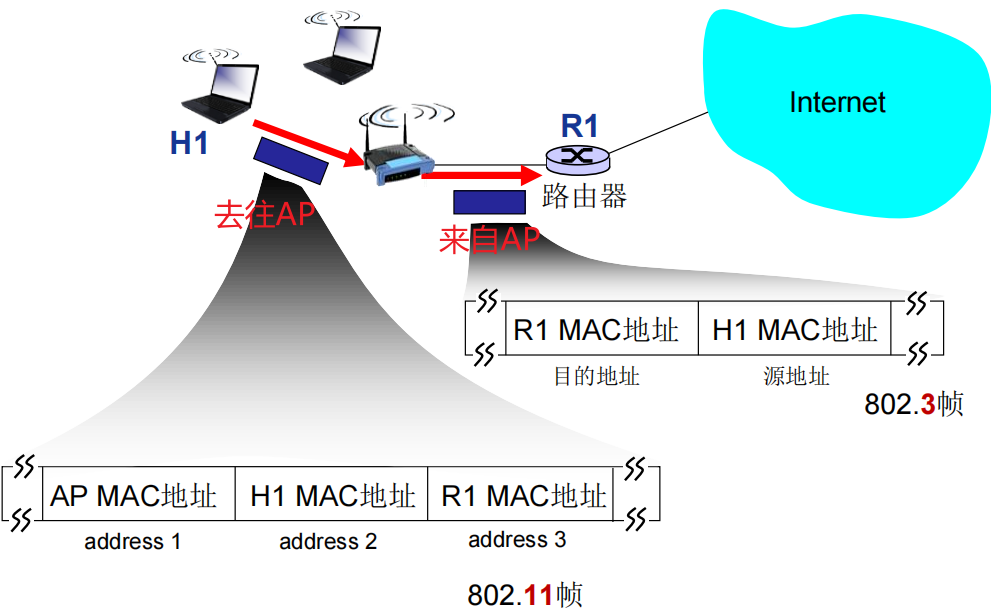 Internet
H1
R1
路由器
去往AP
来自AP
R1 MAC地址
H1 MAC地址
目的地址
源地址
802.3帧
AP MAC地址
H1 MAC地址
R1 MAC地址
address 1
address 2
address 3
802.11帧